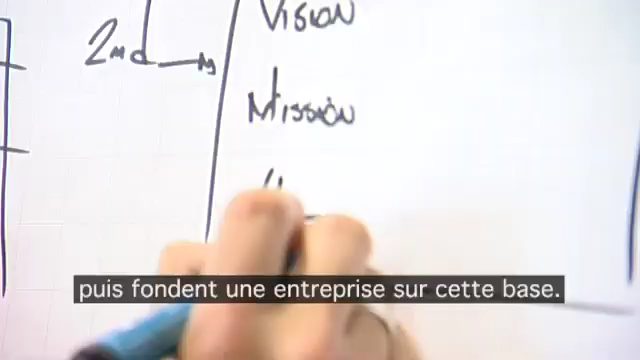 Vision
2nd
Mission
puis fondent une entreprise sur cette base.